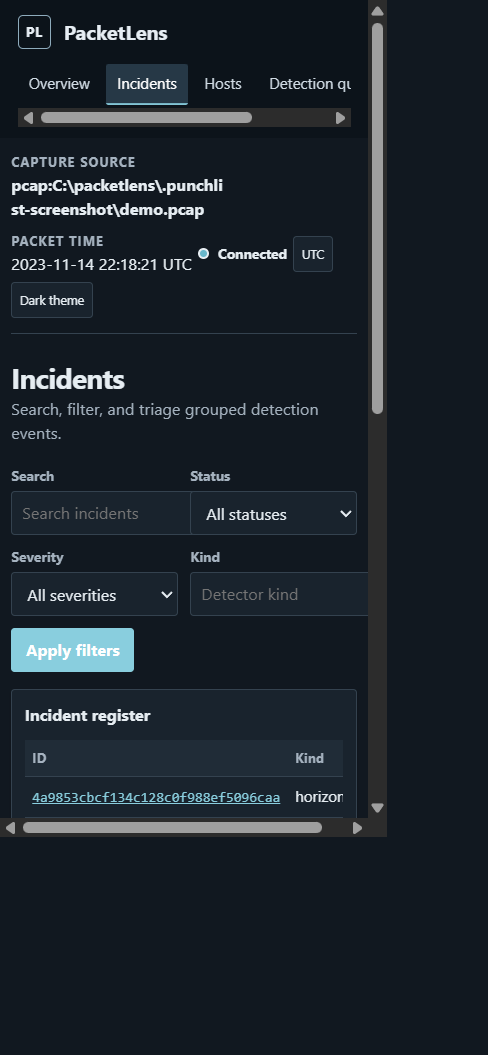 PL PacketLens
Overview Incidents Hosts Detection qu
CAPTURE SOURCE
pcap:C:\packetlens\.punchli
st-screenshot\demo.pcap
PACKET TIME
2023-11-14 22:18:21 UTC Connected UTC
Dark theme
Incidents
Search, filter, and triage grouped detection
events.
Search Status
Search incidents All statuses
Severity Kind
All severities Detector kind
Apply filters
Incident register
ID Kind
4a9853cbcf134c128c0f988ef5096caa horizon